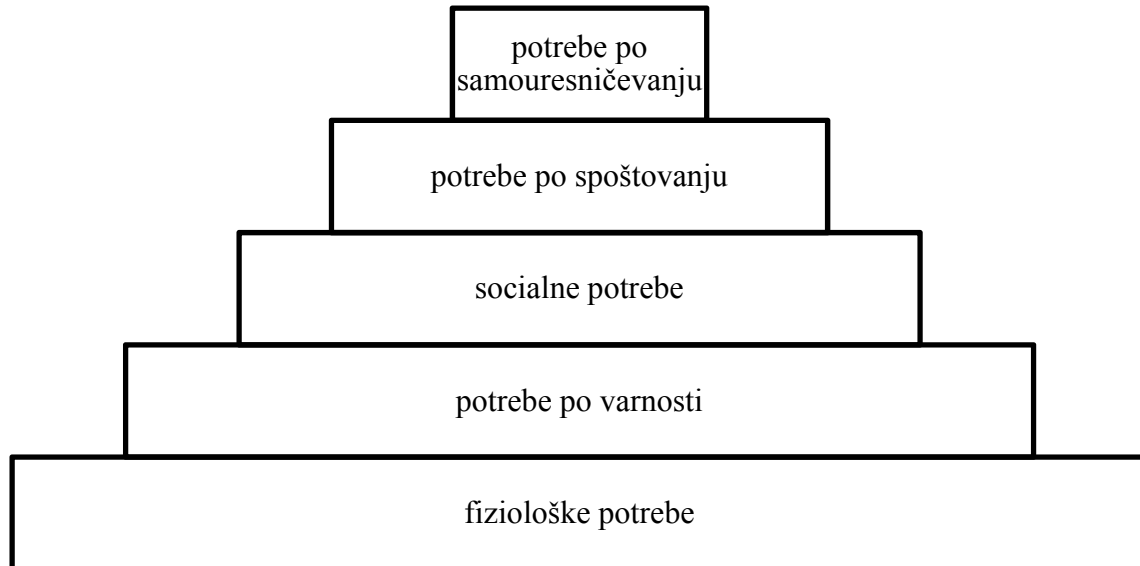 potrebe po
samouresničevanju
potrebe po spoštovanju
socialne potrebe
potrebe po varnosti
fiziološke potrebe